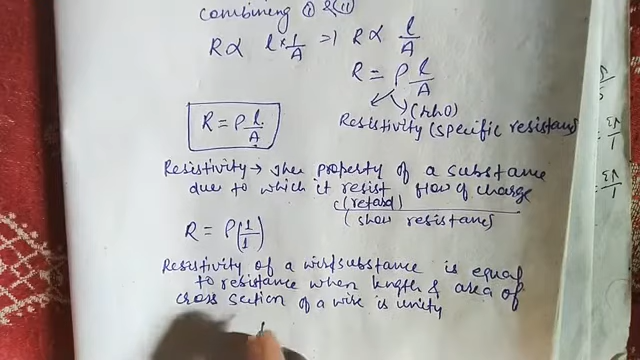 Combining ① & ⑪
R ∝ l × 1/A ⇒ R ∝ l/A
R = ρ l/A
(rho)
Resistivity (specific resistans)
R = ρ l/A
Resistivity → The property of a substance
due to which it resist flow of charge
(retard)
(show resistans)
R = ρ(1/1)
Resistivity of a wire/substance is equal
to resistance when length & area of
cross section of a wire is unity